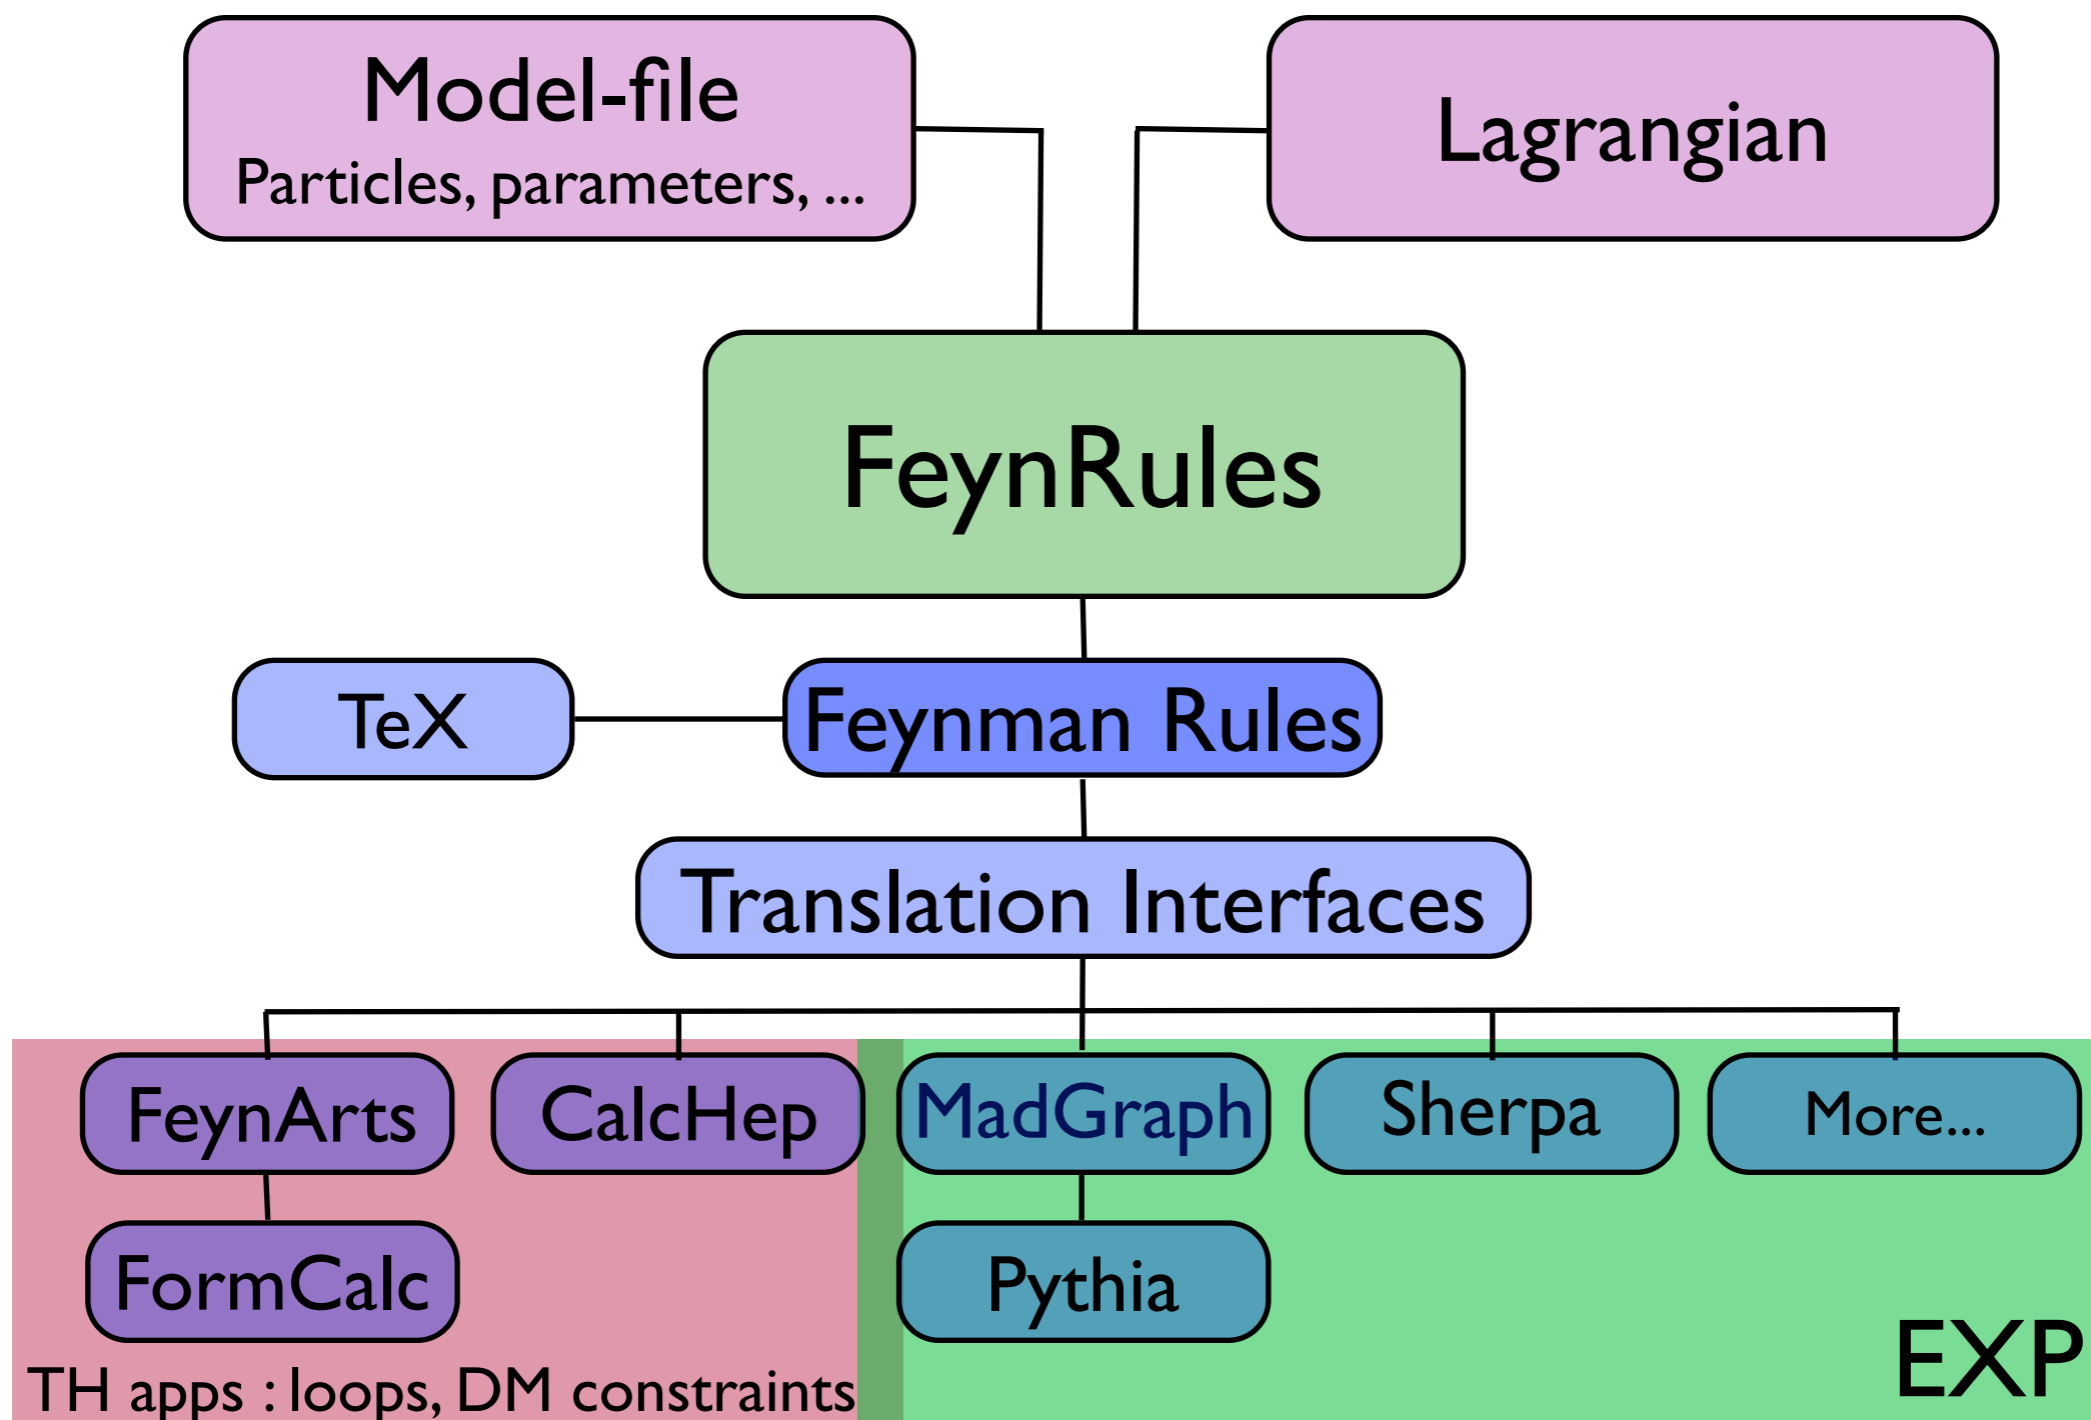 Model-file
Particles, parameters, ...
Lagrangian
FeynRules
TeX
Feynman Rules
Translation Interfaces
FeynArts
CalcHep
MadGraph
Sherpa
More...
FormCalc
Pythia
TH apps : loops, DM constraints
EXP